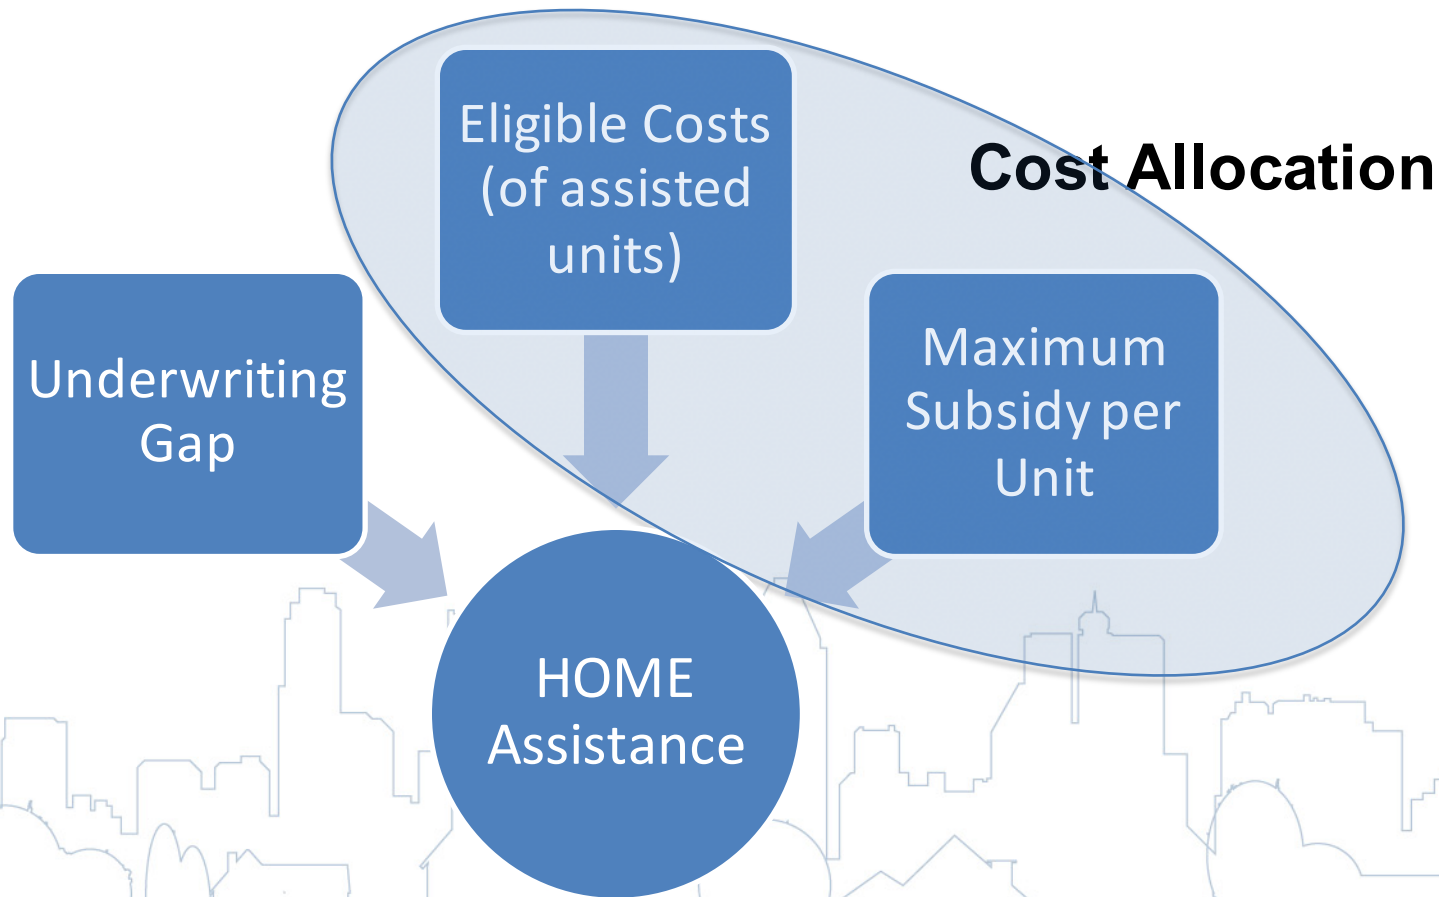 Eligible Costs
(of assisted
units)
Cost Allocation
Underwriting
Gap
Maximum
Subsidy per
Unit
HOME
Assistance